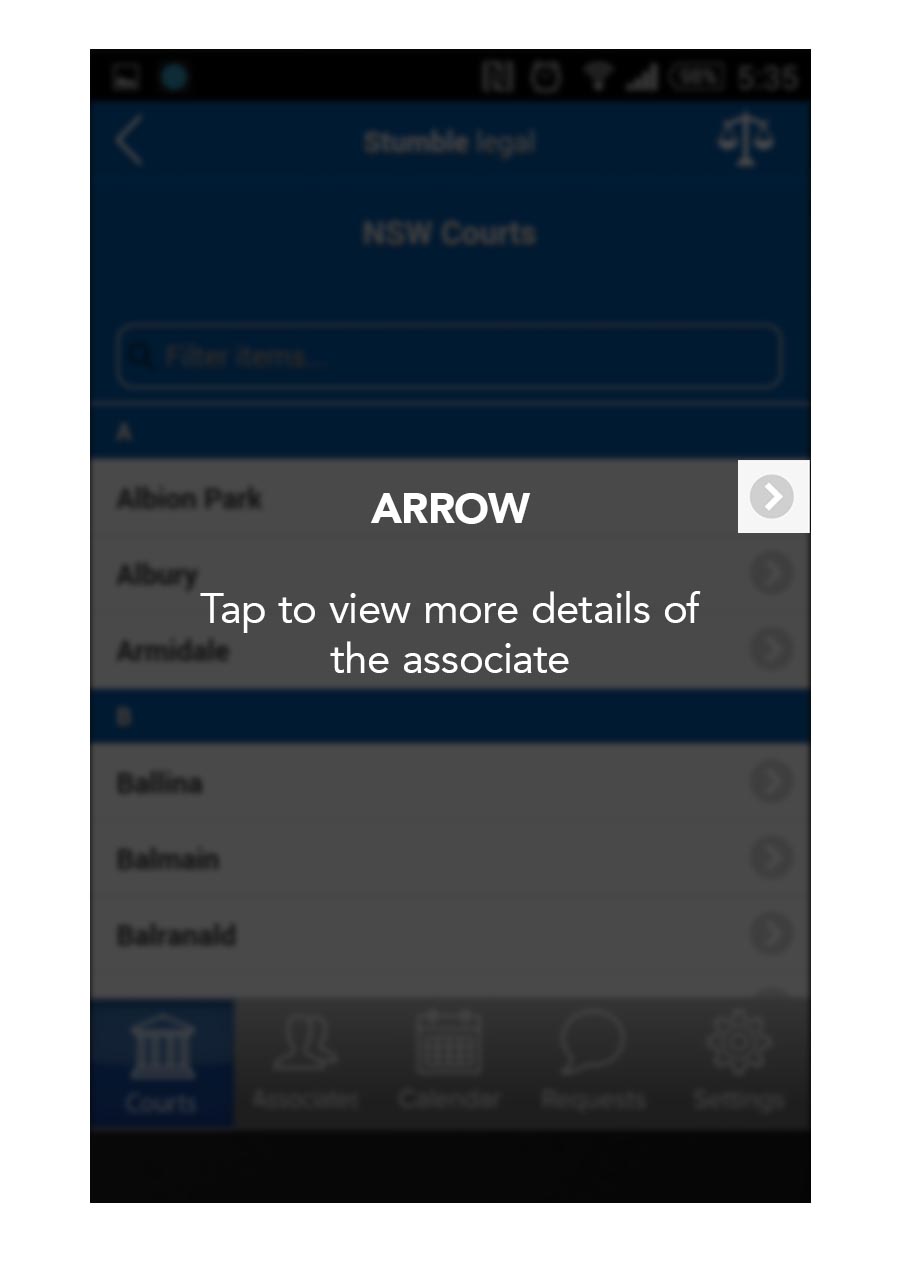 98% 5:35
Stumble legal
NSW Courts
Filter items...
A
Albion Park
ARROW
Albury
Tap to view more details of
Armidale
the associate
B
Ballina
Balmain
Balranald
Courts Associates Calendar Requests Settings